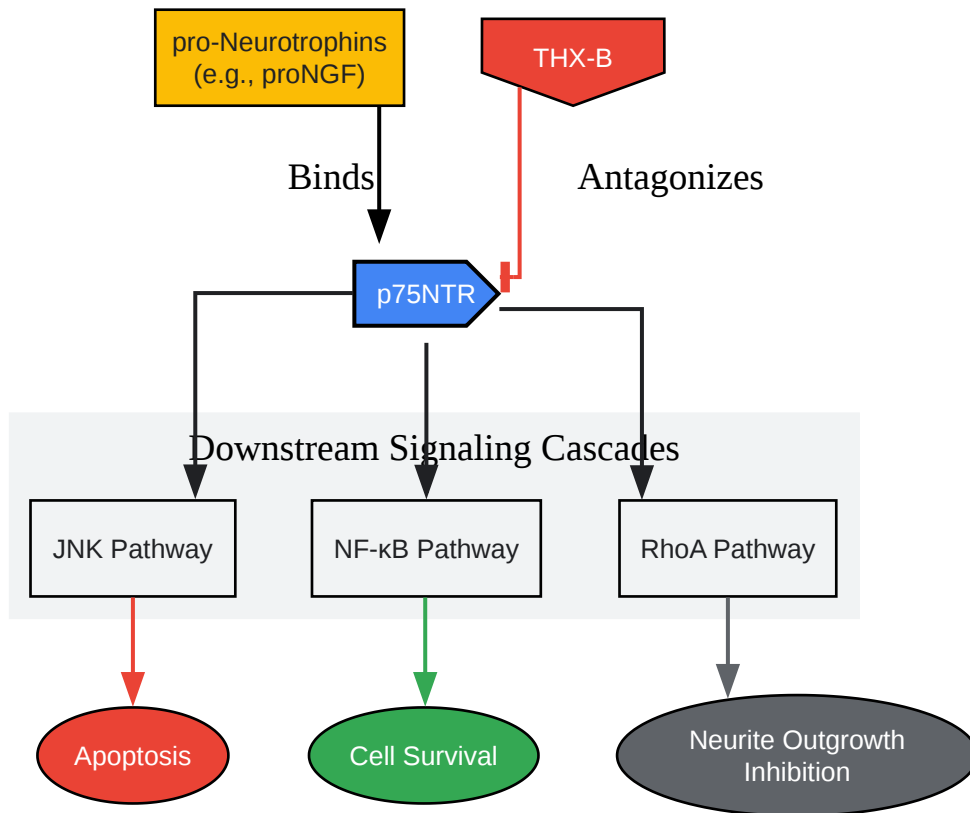 pro-Neurotrophins
(e.g., proNGF)
THX-B
Binds
Antagonizes
p75NTR
Downstream Signaling Cascades
JNK Pathway
NF-κB Pathway
RhoA Pathway
Apoptosis
Cell Survival
Neurite Outgrowth
Inhibition